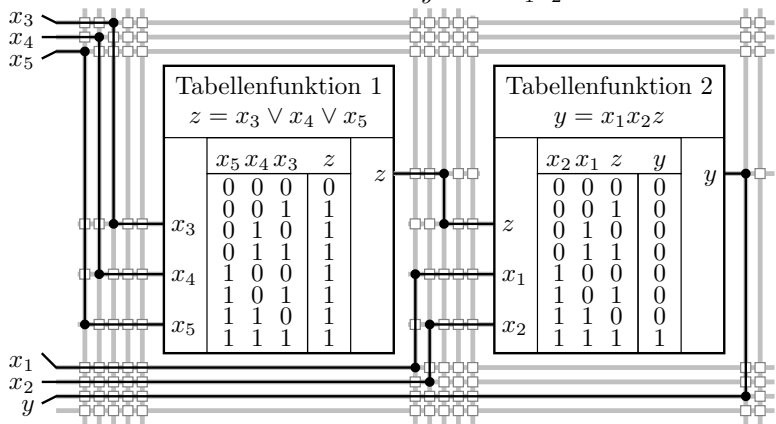 x₃
x₄
x₅
Tabellenfunktion 1
z = x₃ ∨ x₄ ∨ x₅
x₅ x₄ x₃ z
0 0 0 0
0 0 1 1
0 1 0 1
0 1 1 1
1 0 0 1
1 0 1 1
1 1 0 1
1 1 1 1
x₃
x₄
x₅
z
Tabellenfunktion 2
y = x₁x₂z
x₂ x₁ z y
0 0 0 0
0 0 1 0
0 1 0 0
0 1 1 0
1 0 0 0
1 0 1 0
1 1 0 0
1 1 1 1
z
x₁
x₂
y
x₁
x₂
y